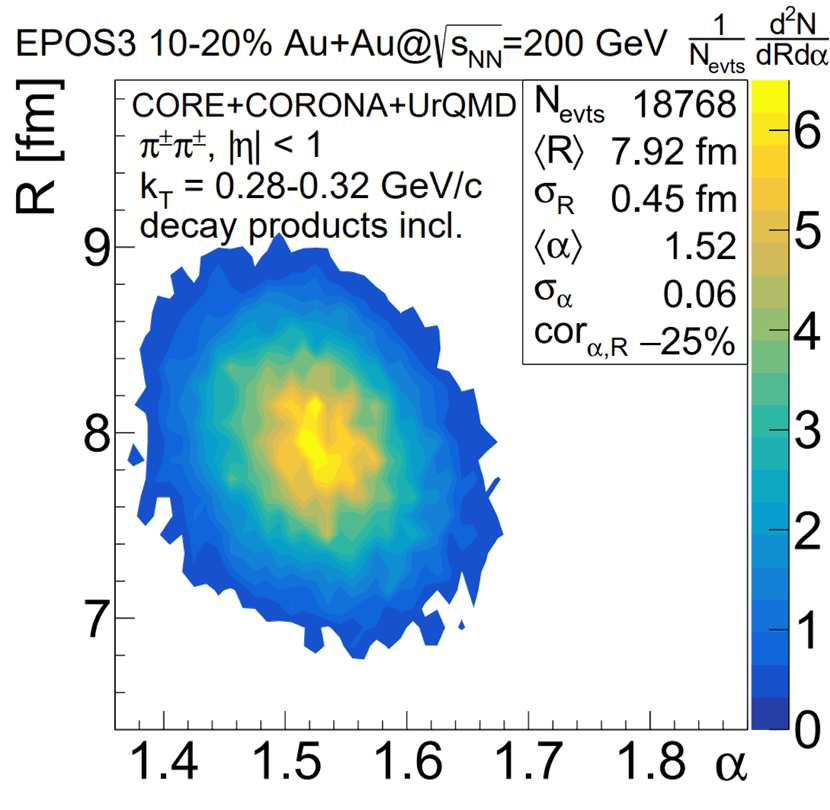 EPOS3 10-20% Au+Au@√sNN=200 GeV 1/Nevts d²N/dRdα
R [fm]
CORE+CORONA+UrQMD
π±π±, |η| < 1
kT = 0.28-0.32 GeV/c
decay products incl.
Nevts 18768
⟨R⟩ 7.92 fm
σR 0.45 fm
⟨α⟩ 1.52
σα 0.06
corα,R −25%
9
8
7
1.4 1.5 1.6 1.7 1.8 α
6
5
4
3
2
1
0